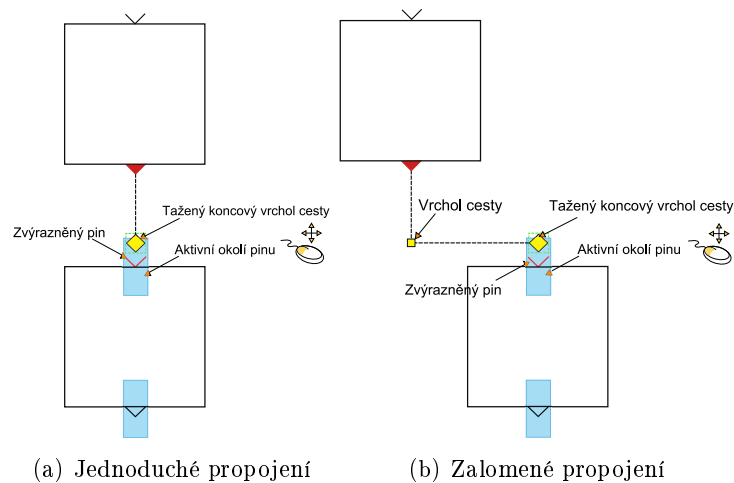 Tažený koncový vrchol cesty
Zvýrazněný pin
Aktivní okolí pinu
Vrchol cesty
Tažený koncový vrchol cesty
Aktivní okolí pinu
Zvýrazněný pin
(a) Jednoduché propojení
(b) Zalomené propojení